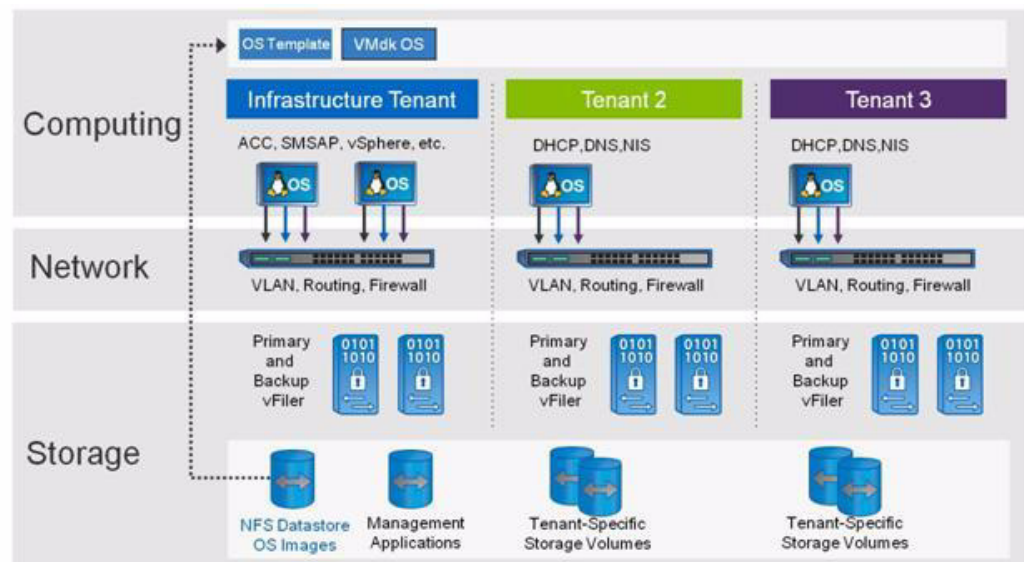 OS Template
VMdk OS
Computing
Infrastructure Tenant
Tenant 2
Tenant 3
ACC, SMSAP, vSphere, etc.
DHCP,DNS,NIS
DHCP,DNS,NIS
OS
OS
OS
OS
Network
VLAN, Routing, Firewall
VLAN, Routing, Firewall
VLAN, Routing, Firewall
Storage
Primary
and
Backup
vFiler
0101
1010
0101
1010
Primary
and
Backup
vFiler
0101
1010
0101
1010
Primary
and
Backup
vFiler
0101
1010
0101
1010
NFS Datastore
OS Images
Management
Applications
Tenant-Specific
Storage Volumes
Tenant-Specific
Storage Volumes